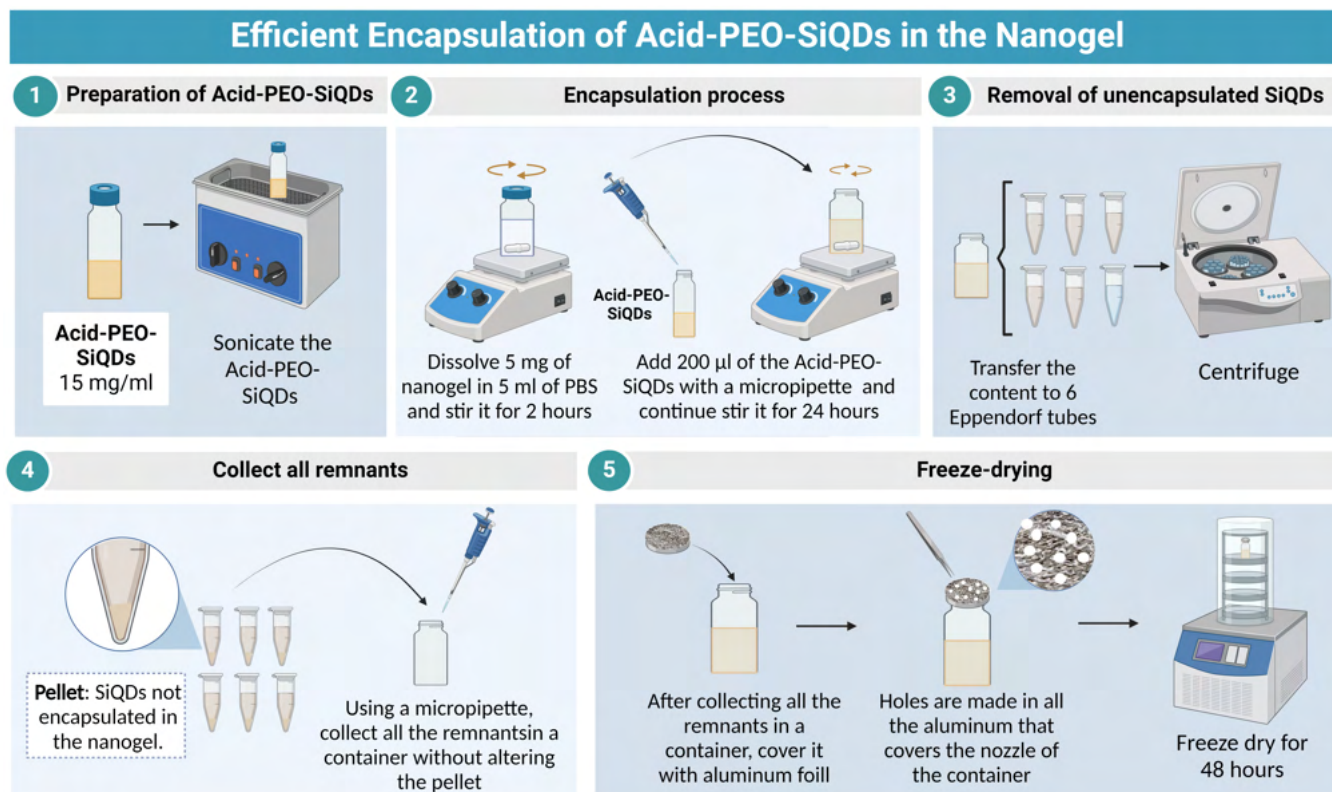 Efficient Encapsulation of Acid-PEO-SiQDs in the Nanogel
1
Preparation of Acid-PEO-SiQDs
Acid-PEO-
SiQDs
15 mg/ml
Sonicate the
Acid-PEO-
SiQDs
2
Encapsulation process
Dissolve 5 mg of
nanogel in 5 ml of PBS
and stir it for 2 hours
Acid-PEO-
SiQDs
Add 200 µl of the Acid-PEO-
SiQDs with a micropipette and
continue stir it for 24 hours
3
Removal of unencapsulated SiQDs
Transfer the
content to 6
Eppendorf tubes
Centrifuge
4
Collect all remnants
Pellet: SiQDs not
encapsulated in
the nanogel.
Using a micropipette,
collect all the remnantsin a
container without altering
the pellet
5
Freeze-drying
After collecting all the
remnants in a
container, cover it
with aluminum foill
Holes are made in all
the aluminum that
covers the nozzle of
the container
Freeze dry for
48 hours